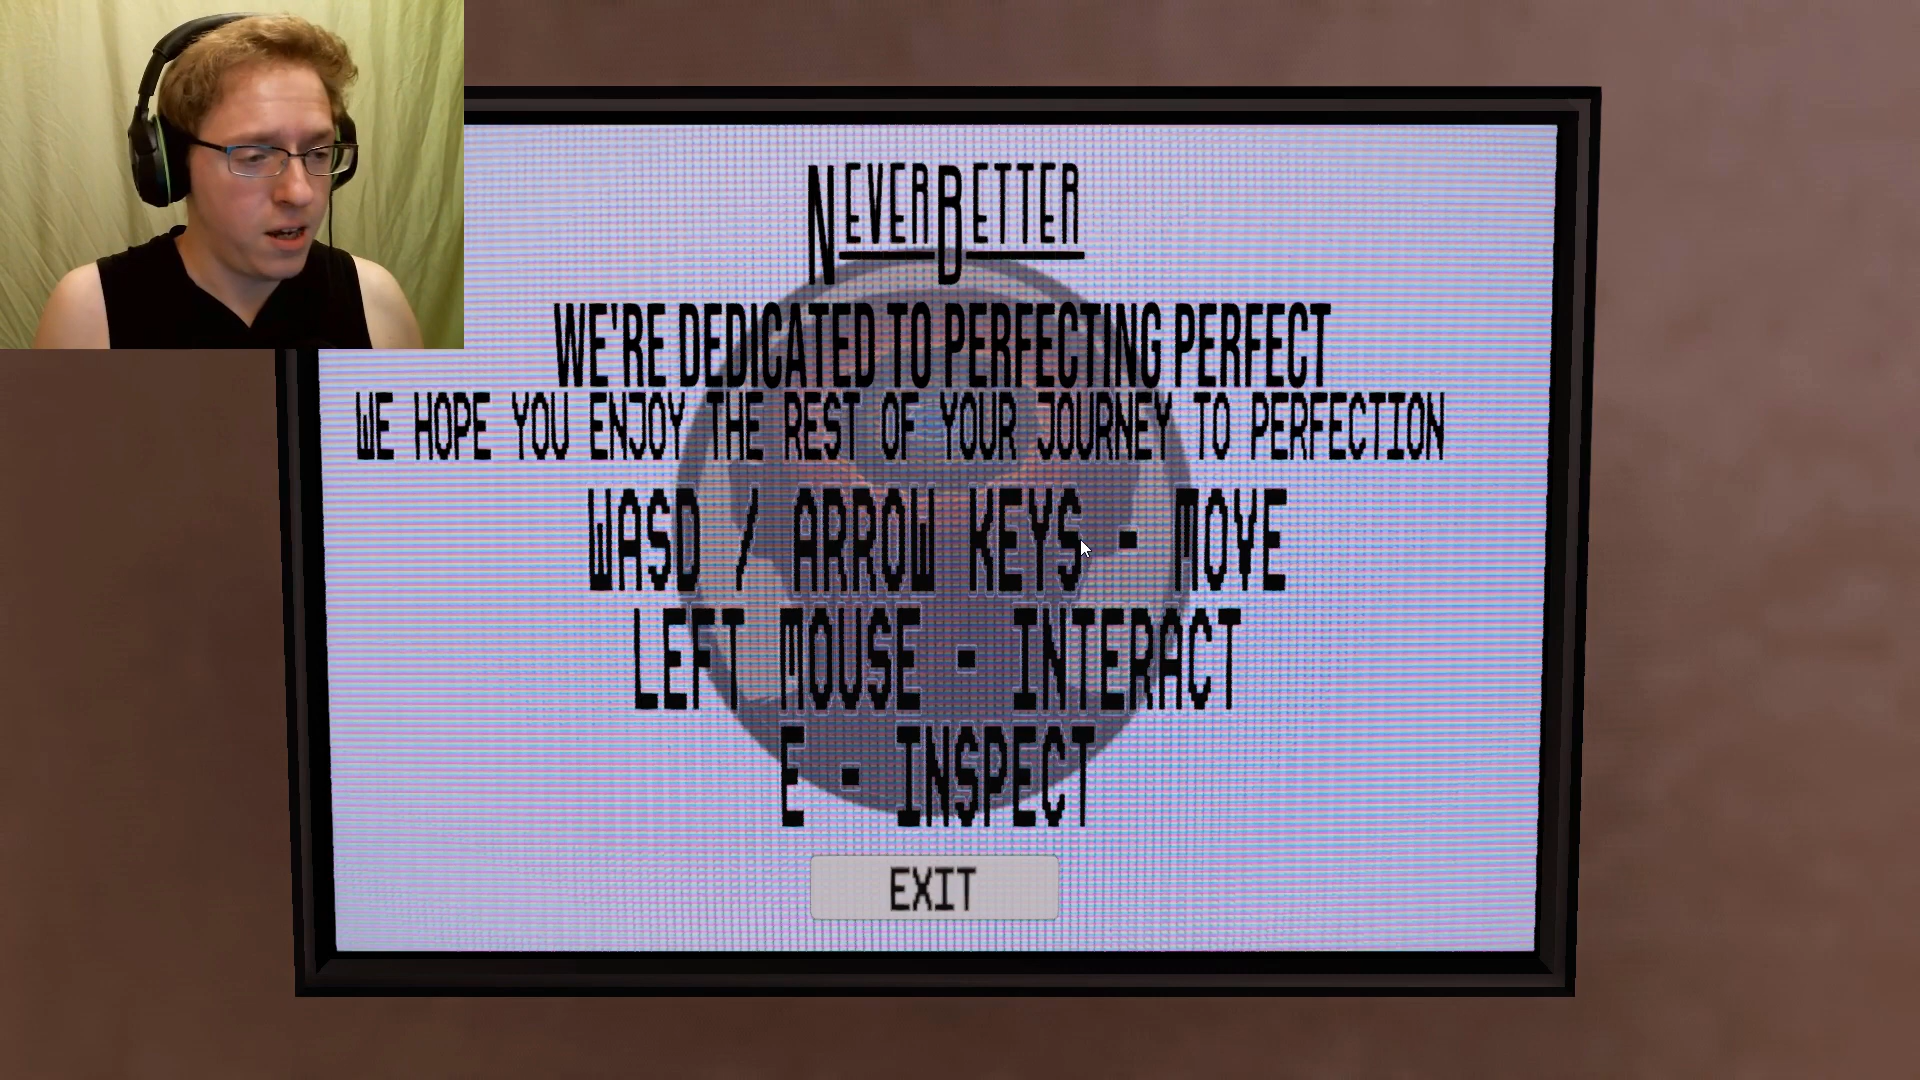 NEVERBETTER
WE'RE DEDICATED TO PERFECTING PERFECT
WE HOPE YOU ENJOY THE REST OF YOUR JOURNEY TO PERFECTION
WASD / ARROW KEYS - MOVE
LEFT MOUSE - INTERACT
E - INSPECT
EXIT